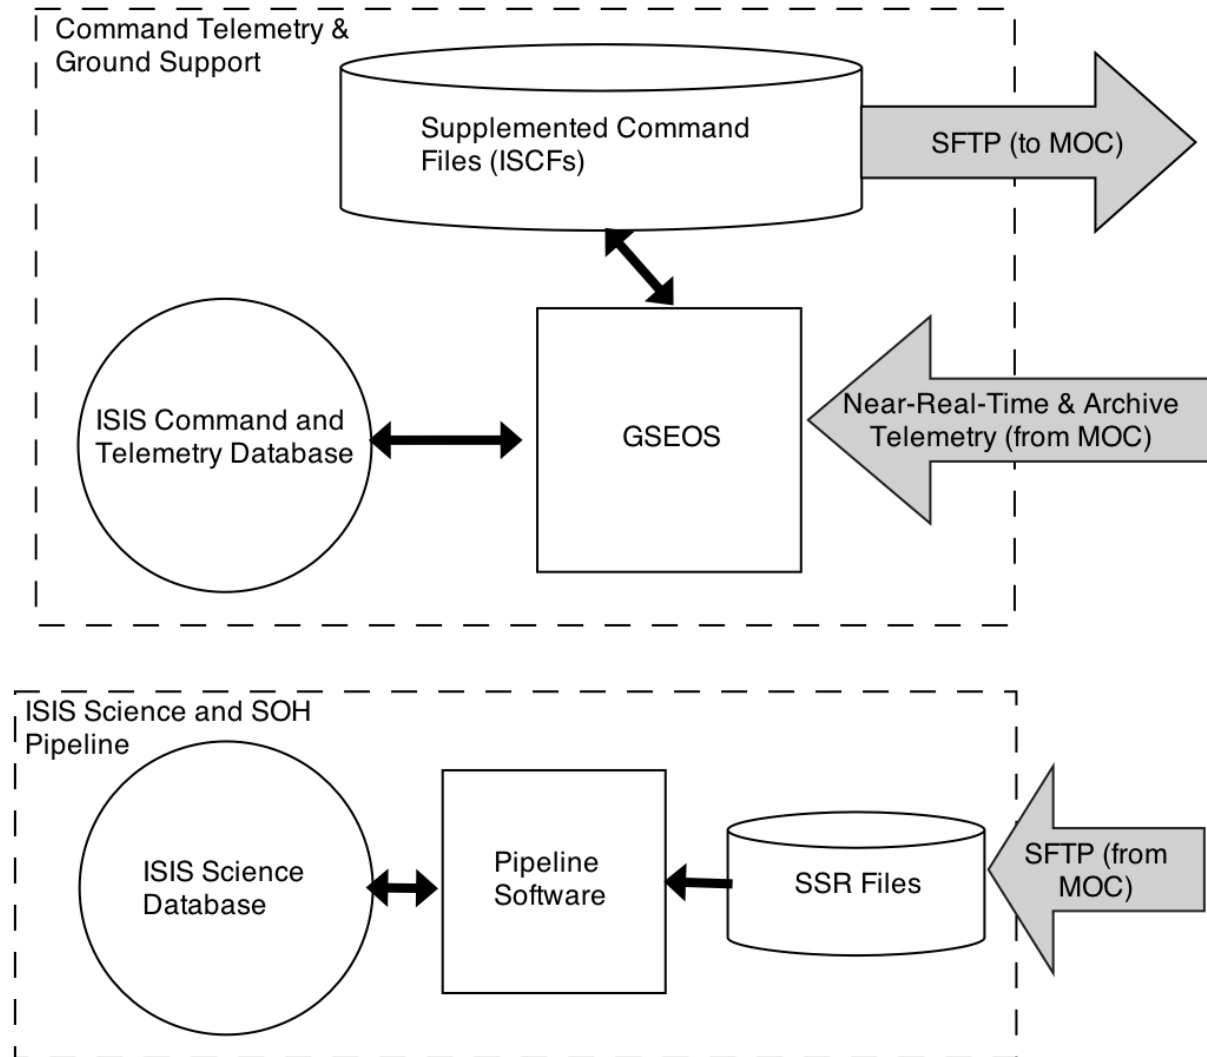 Command Telemetry &
Ground Support
Supplemented Command
Files (ISCFs)
SFTP (to MOC)
ISIS Command and
Telemetry Database
GSEOS
Near-Real-Time & Archive
Telemetry (from MOC)
ISIS Science and SOH
Pipeline
ISIS Science
Database
Pipeline
Software
SSR Files
SFTP (from
MOC)